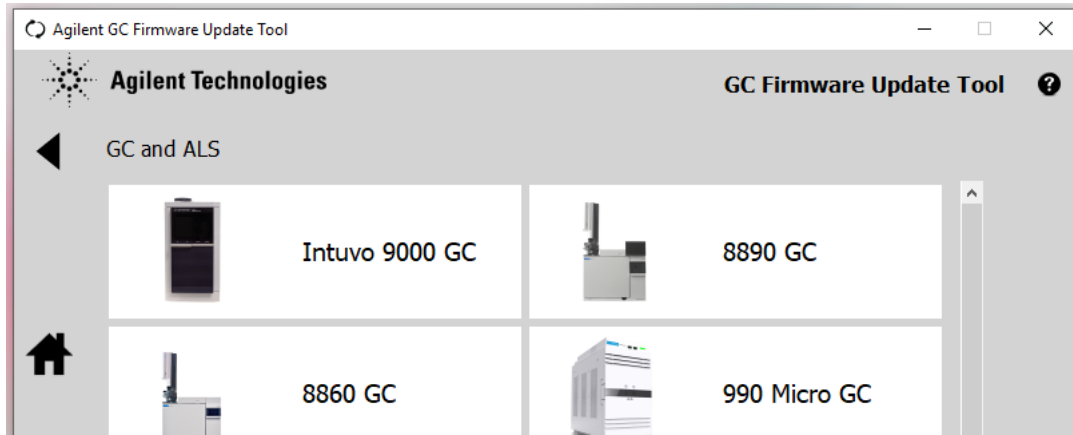 Agilent GC Firmware Update Tool
Agilent Technologies
GC Firmware Update Tool
?
GC and ALS
Intuvo 9000 GC
8890 GC
8860 GC
990 Micro GC